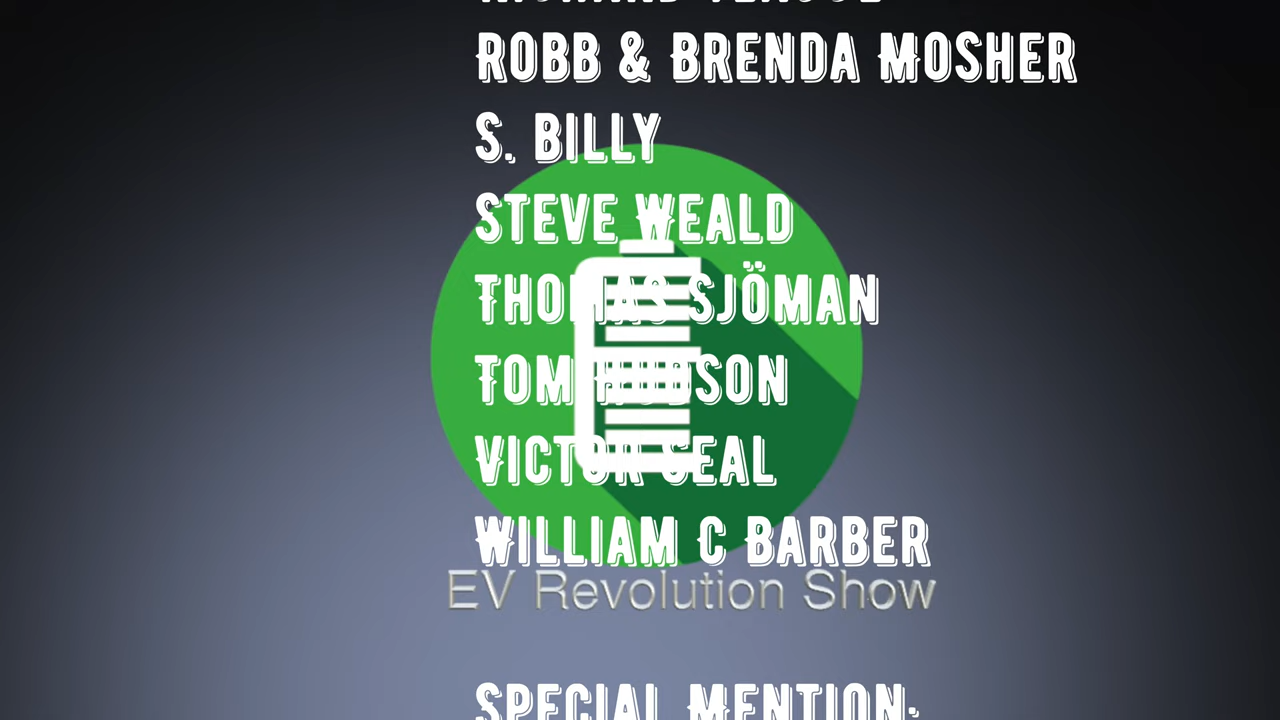 ROBB & BRENDA MOSHER
S. BILLY
STEVE WEALD
THOMAS SJÖMAN
TOM HUDSON
VICTOR SEAL
WILLIAM C BARBER
EV Revolution Show
SPECIAL MENTION: